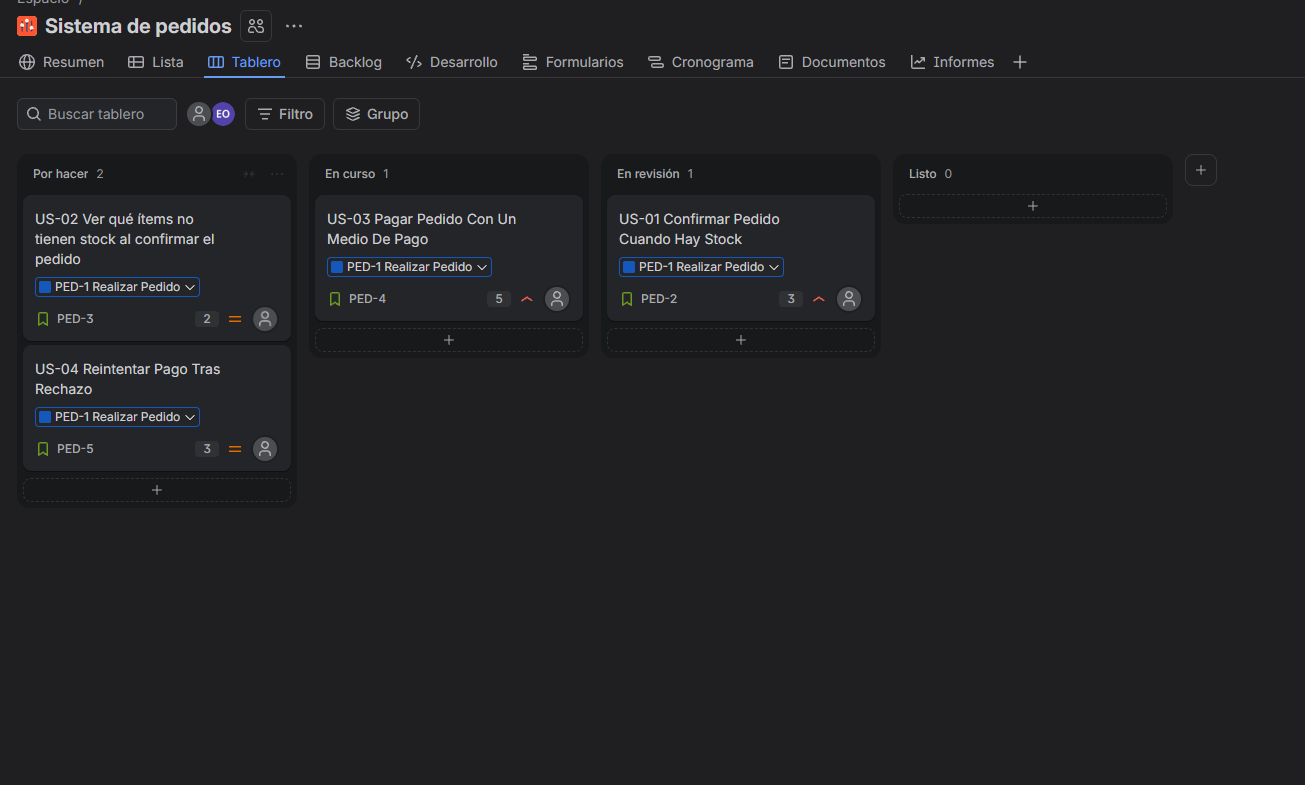 Espacio /
Sistema de pedidos
Resumen Lista Tablero Backlog Desarrollo Formularios Cronograma Documentos Informes
Buscar tablero EO Filtro Grupo
Por hacer 2
US-02 Ver qué ítems no
tienen stock al confirmar el
pedido
PED-1 Realizar Pedido
PED-3 2
US-04 Reintentar Pago Tras
Rechazo
PED-1 Realizar Pedido
PED-5 3
En curso 1
US-03 Pagar Pedido Con Un
Medio De Pago
PED-1 Realizar Pedido
PED-4 5
En revisión 1
US-01 Confirmar Pedido
Cuando Hay Stock
PED-1 Realizar Pedido
PED-2 3
Listo 0